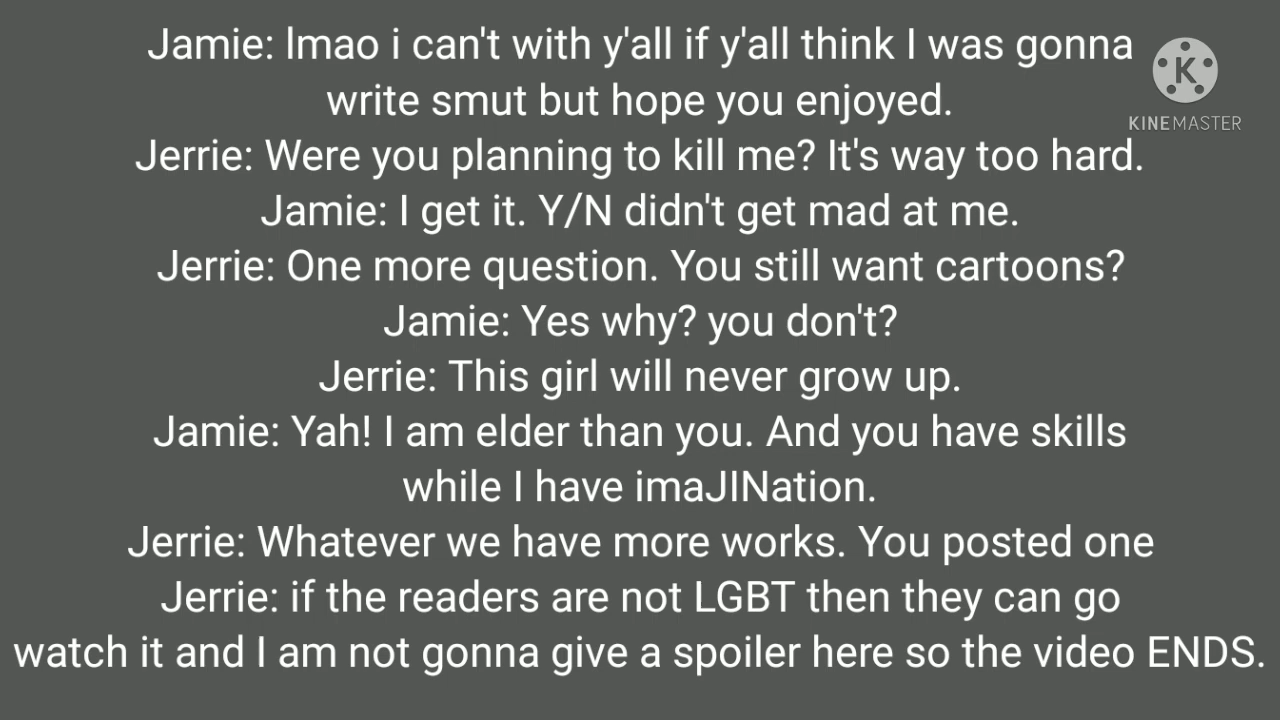 Jamie: lmao i can't with y'all if y'all think I was gonna
write smut but hope you enjoyed.
K
KINEMASTER
Jerrie: Were you planning to kill me? It's way too hard.
Jamie: I get it. Y/N didn't get mad at me.
Jerrie: One more question. You still want cartoons?
Jamie: Yes why? you don't?
Jerrie: This girl will never grow up.
Jamie: Yah! I am elder than you. And you have skills
while I have imaJINation.
Jerrie: Whatever we have more works. You posted one
Jerrie: if the readers are not LGBT then they can go
watch it and I am not gonna give a spoiler here so the video ENDS.